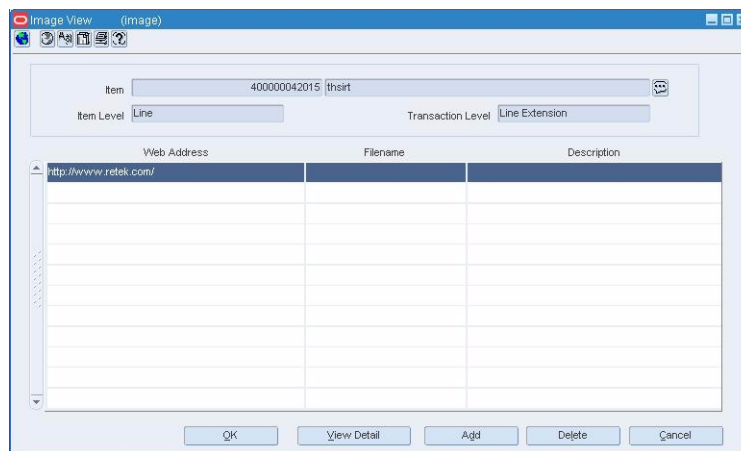 Image View (image)
Item 400000042015 thsirt
Item Level Line Transaction Level Line Extension
Web Address Filename Description
http://www.retek.com/
OK View Detail Add Delete Cancel